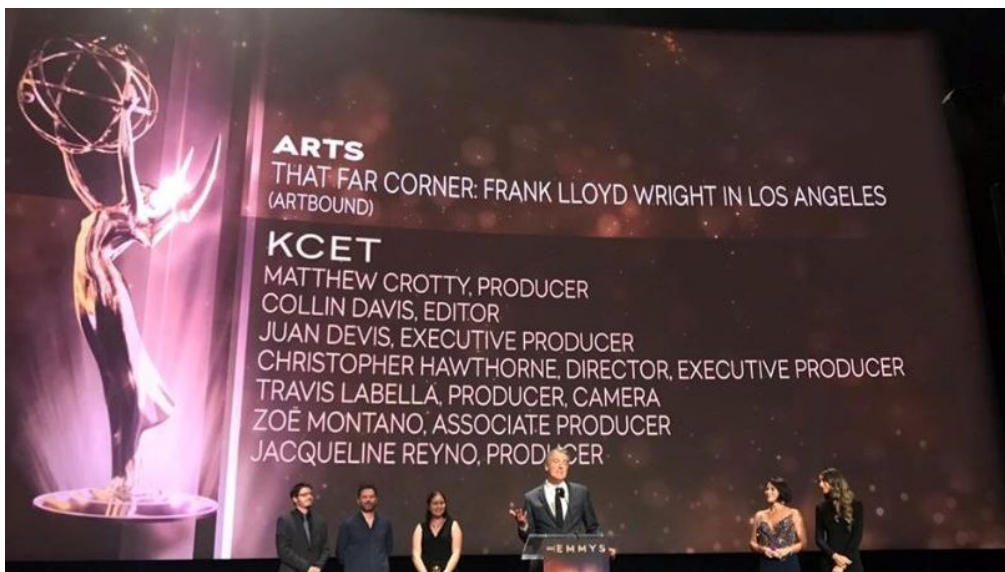 ARTS
THAT FAR CORNER: FRANK LLOYD WRIGHT IN LOS ANGELES
(ARTBOUND)
KCET
MATTHEW CROTTY, PRODUCER
COLLIN DAVIS, EDITOR
JUAN DEVIS, EXECUTIVE PRODUCER
CHRISTOPHER HAWTHORNE, DIRECTOR, EXECUTIVE PRODUCER
TRAVIS LABELLA, PRODUCER, CAMERA
ZOË MONTANO, ASSOCIATE PRODUCER
JACQUELINE REYNO, PRODUCER
EMMYS